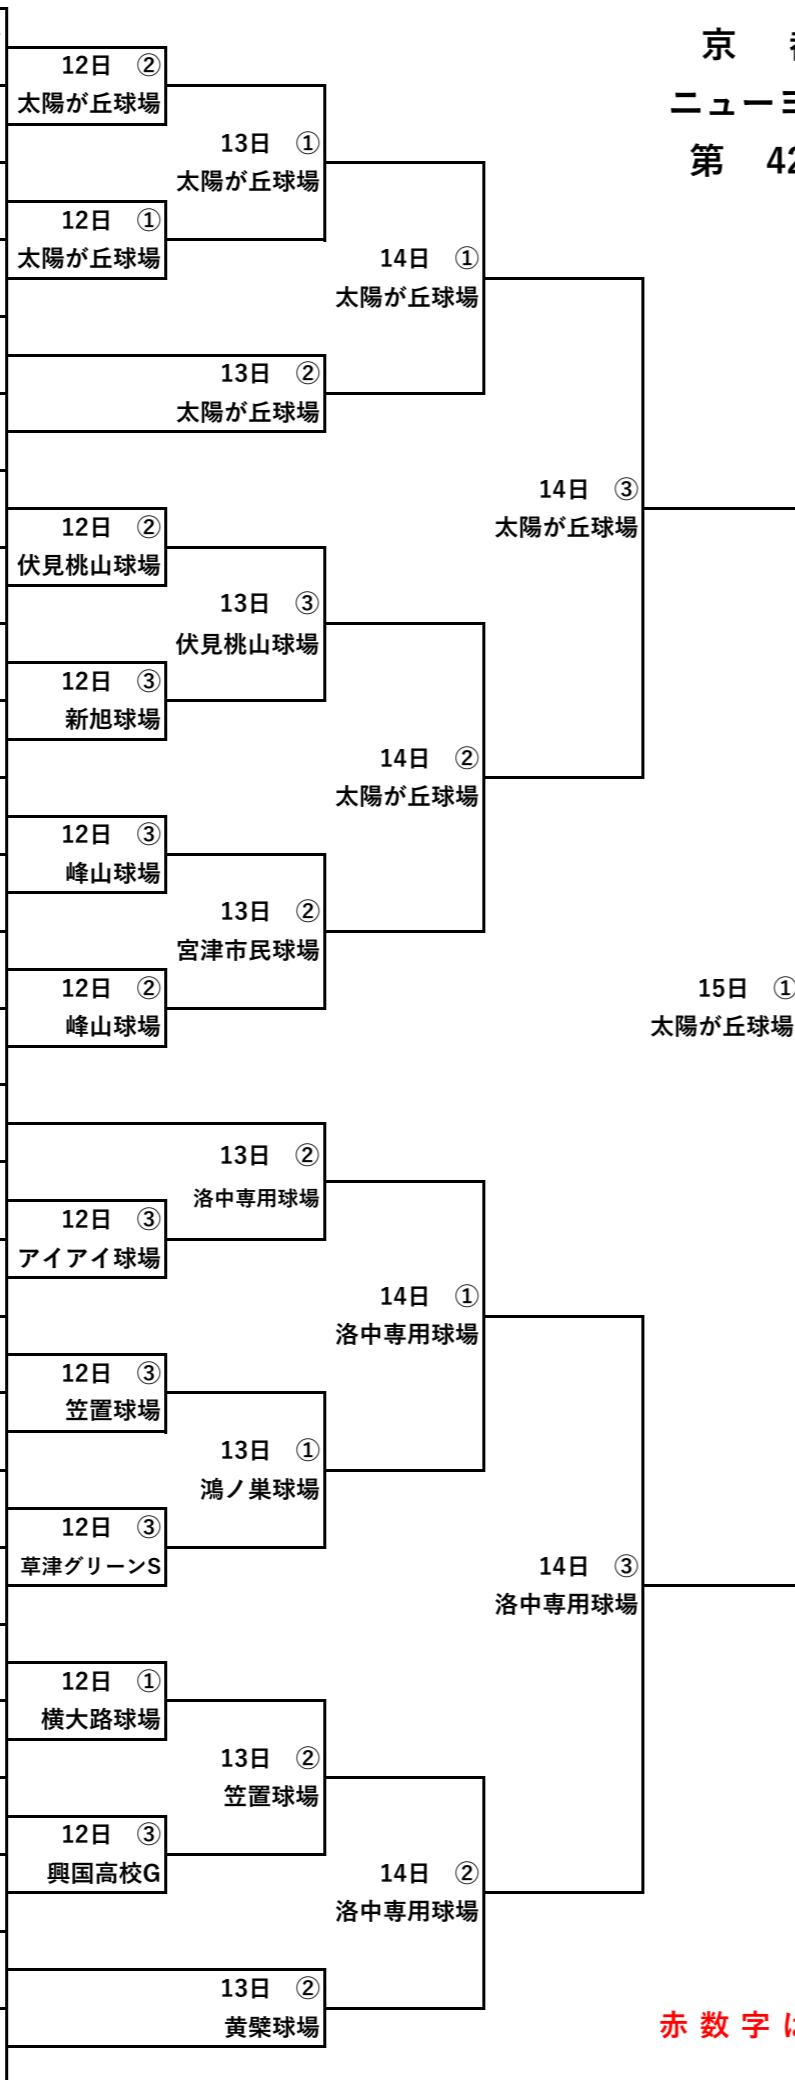 京
ニューヨ
第 42
12日 ②
太陽が丘球場
13日 ①
太陽が丘球場
12日 ①
太陽が丘球場
14日 ①
太陽が丘球場
13日 ②
太陽が丘球場
14日 ③
太陽が丘球場
12日 ②
伏見桃山球場
13日 ③
伏見桃山球場
12日 ③
新旭球場
14日 ②
太陽が丘球場
12日 ③
峰山球場
13日 ②
宮津市民球場
12日 ②
峰山球場
15日 ①
太陽が丘球場
13日 ②
洛中専用球場
12日 ③
アイアイ球場
14日 ①
洛中専用球場
12日 ③
笠置球場
13日 ①
鴻ノ巣球場
12日 ③
草津グリーンS
14日 ③
洛中専用球場
12日 ①
横大路球場
13日 ②
笠置球場
12日 ③
興国高校G
14日 ②
洛中専用球場
13日 ②
黄檗球場
赤数字は